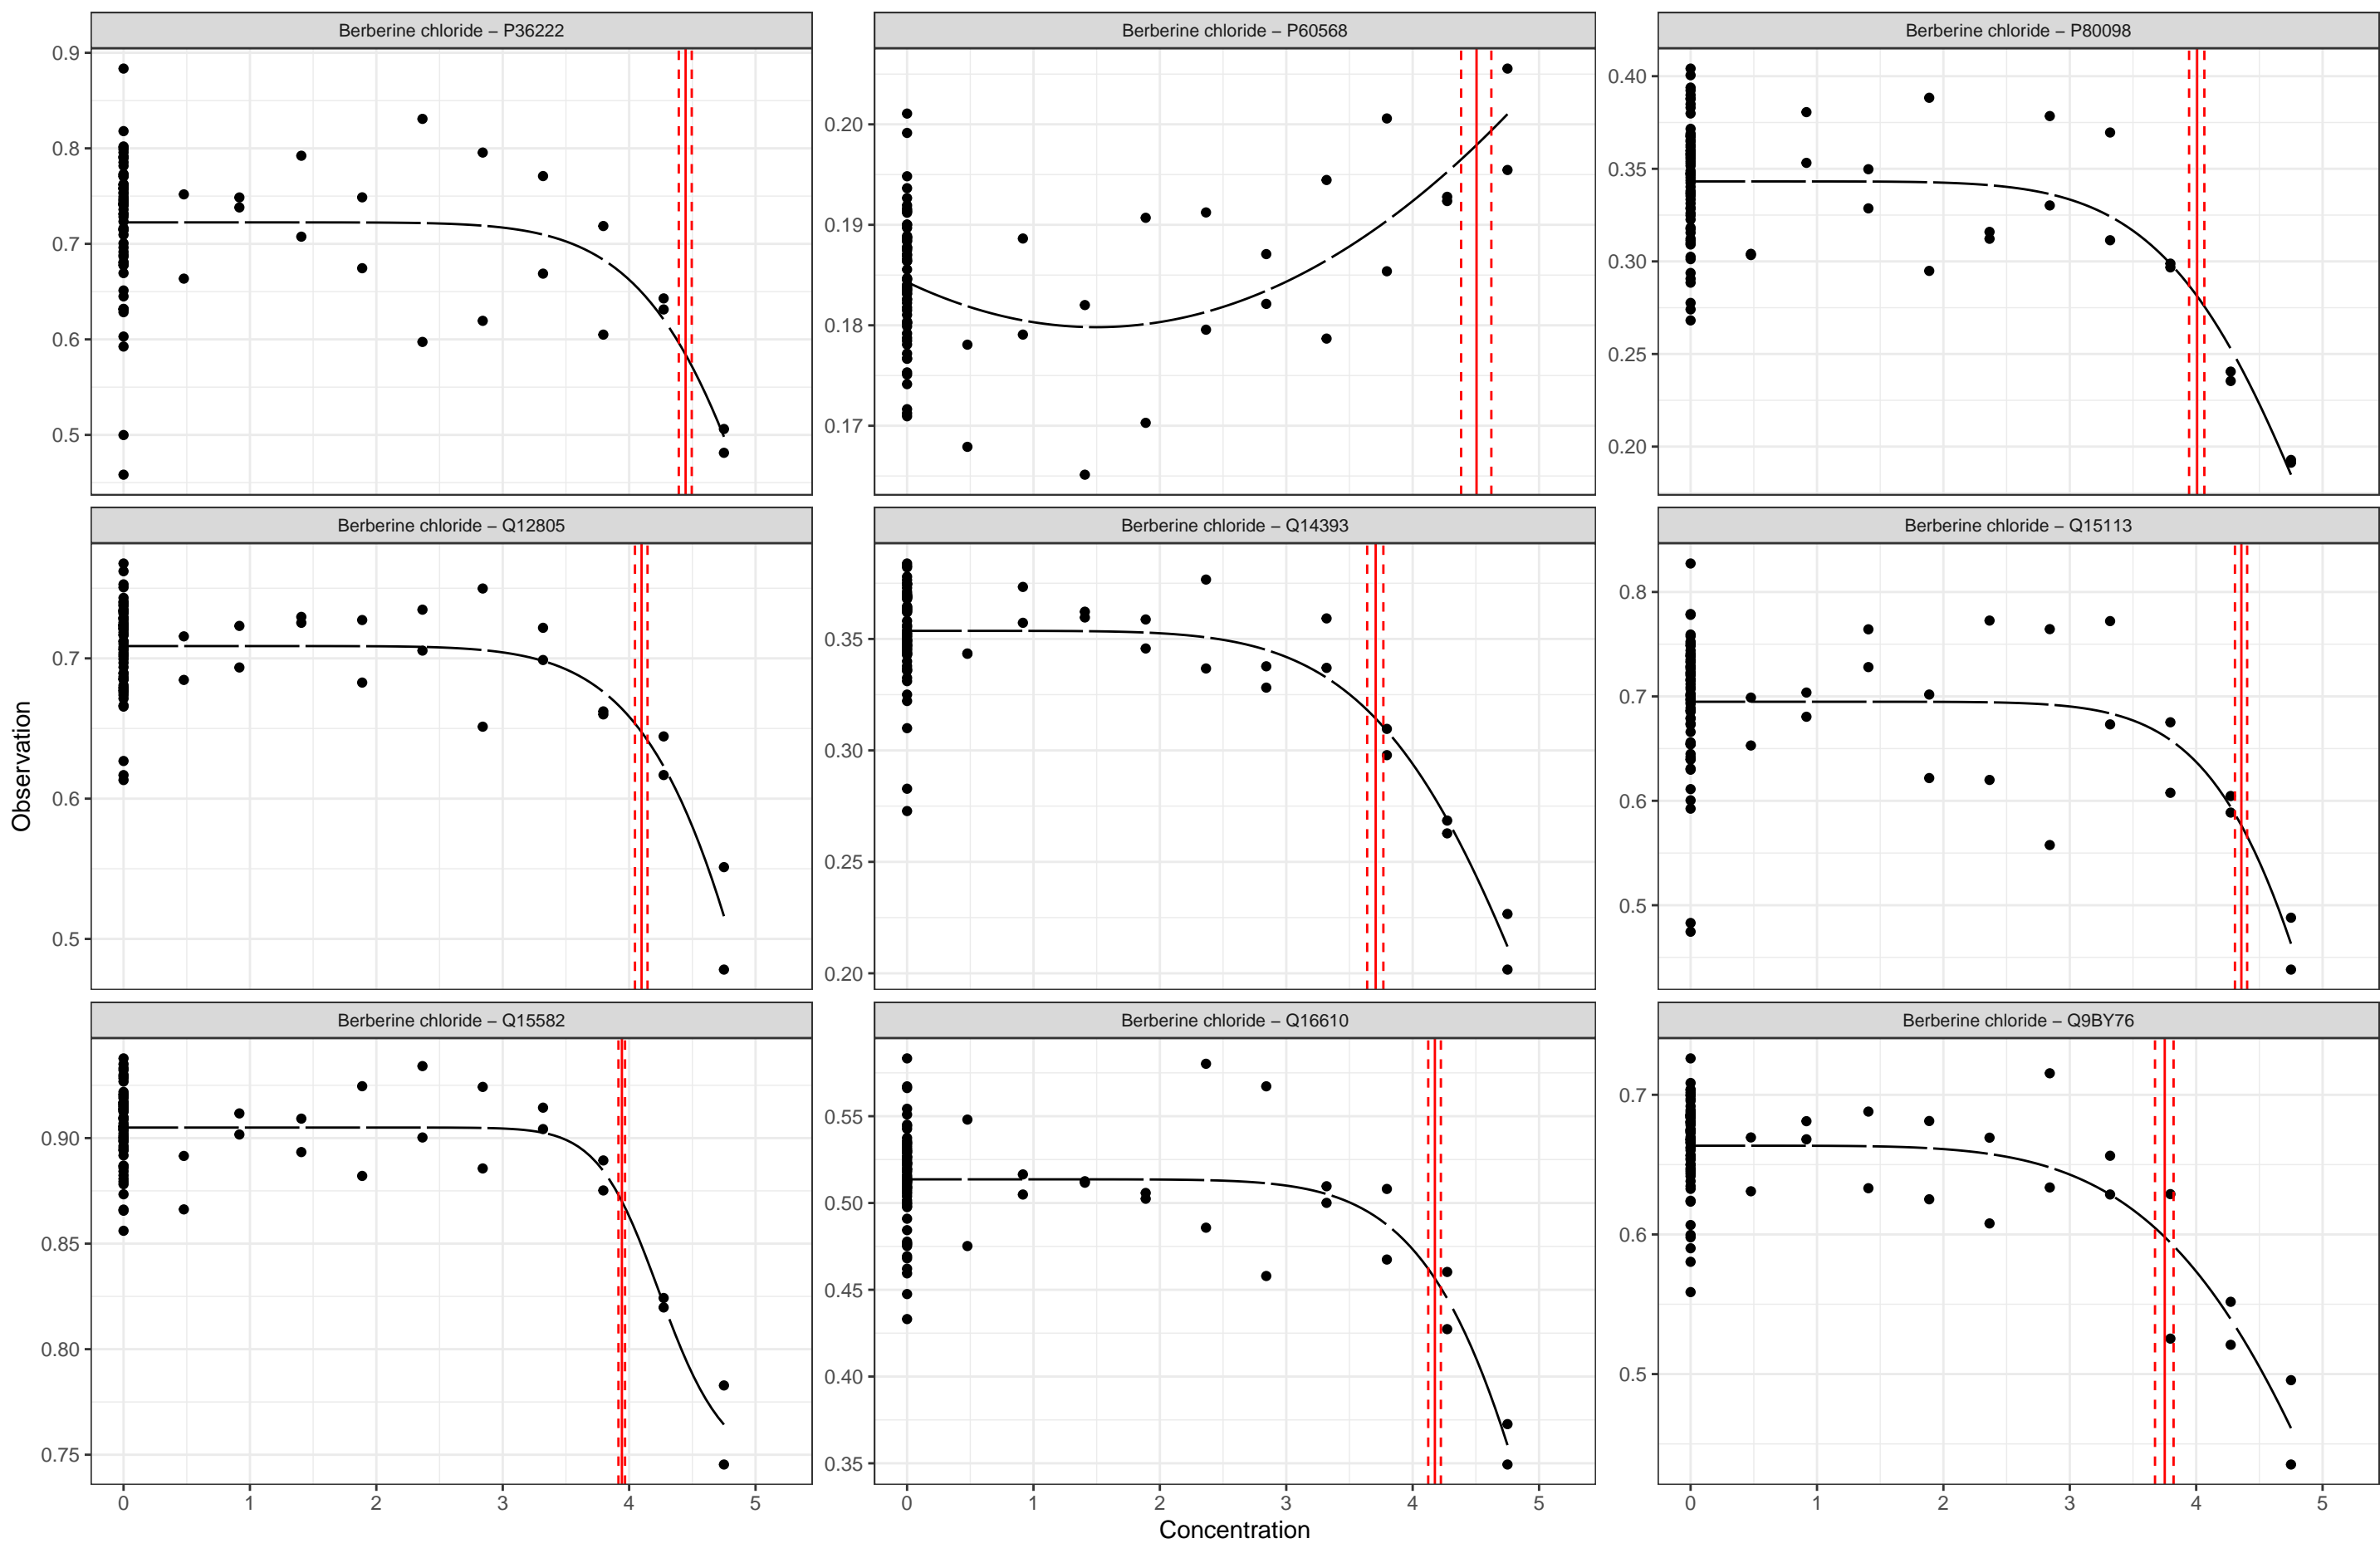 Berberine chloride – P36222
Berberine chloride – P60568
Berberine chloride – P80098
0.9
0.8
0.7
0.6
0.5
0.20
0.19
0.18
0.17
0.40
0.35
0.30
0.25
0.20
Berberine chloride – Q12805
Berberine chloride – Q14393
Berberine chloride – Q15113
0.7
0.6
0.5
0.35
0.30
0.25
0.20
0.8
0.7
0.6
0.5
Observation
Berberine chloride – Q15582
Berberine chloride – Q16610
Berberine chloride – Q9BY76
0.90
0.85
0.80
0.75
0.55
0.50
0.45
0.40
0.35
0.7
0.6
0.5
0 1 2 3 4 5
0 1 2 3 4 5
0 1 2 3 4 5
Concentration